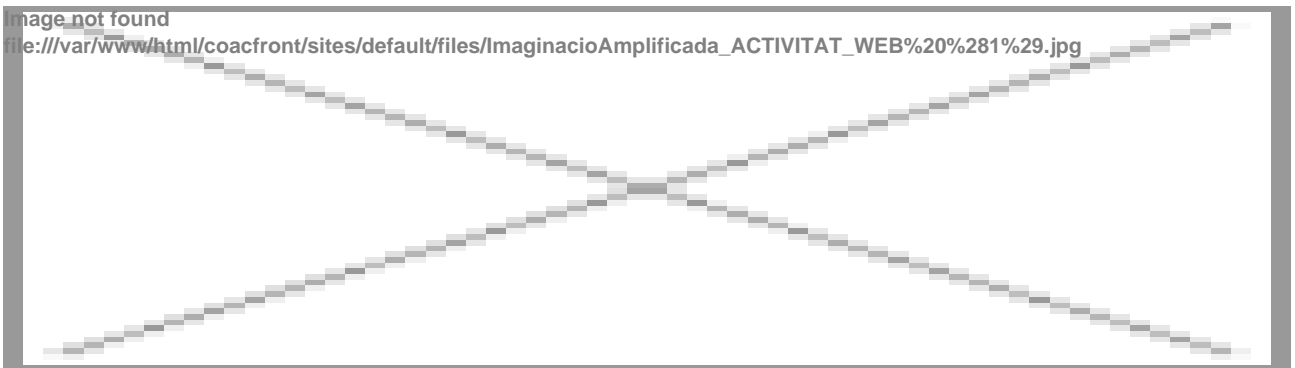 Image not found
file:///var/www/html/coacfront/sites/default/files/ImaginacioAmplificada_ACTIVITAT_WEB%20%281%29.jpg